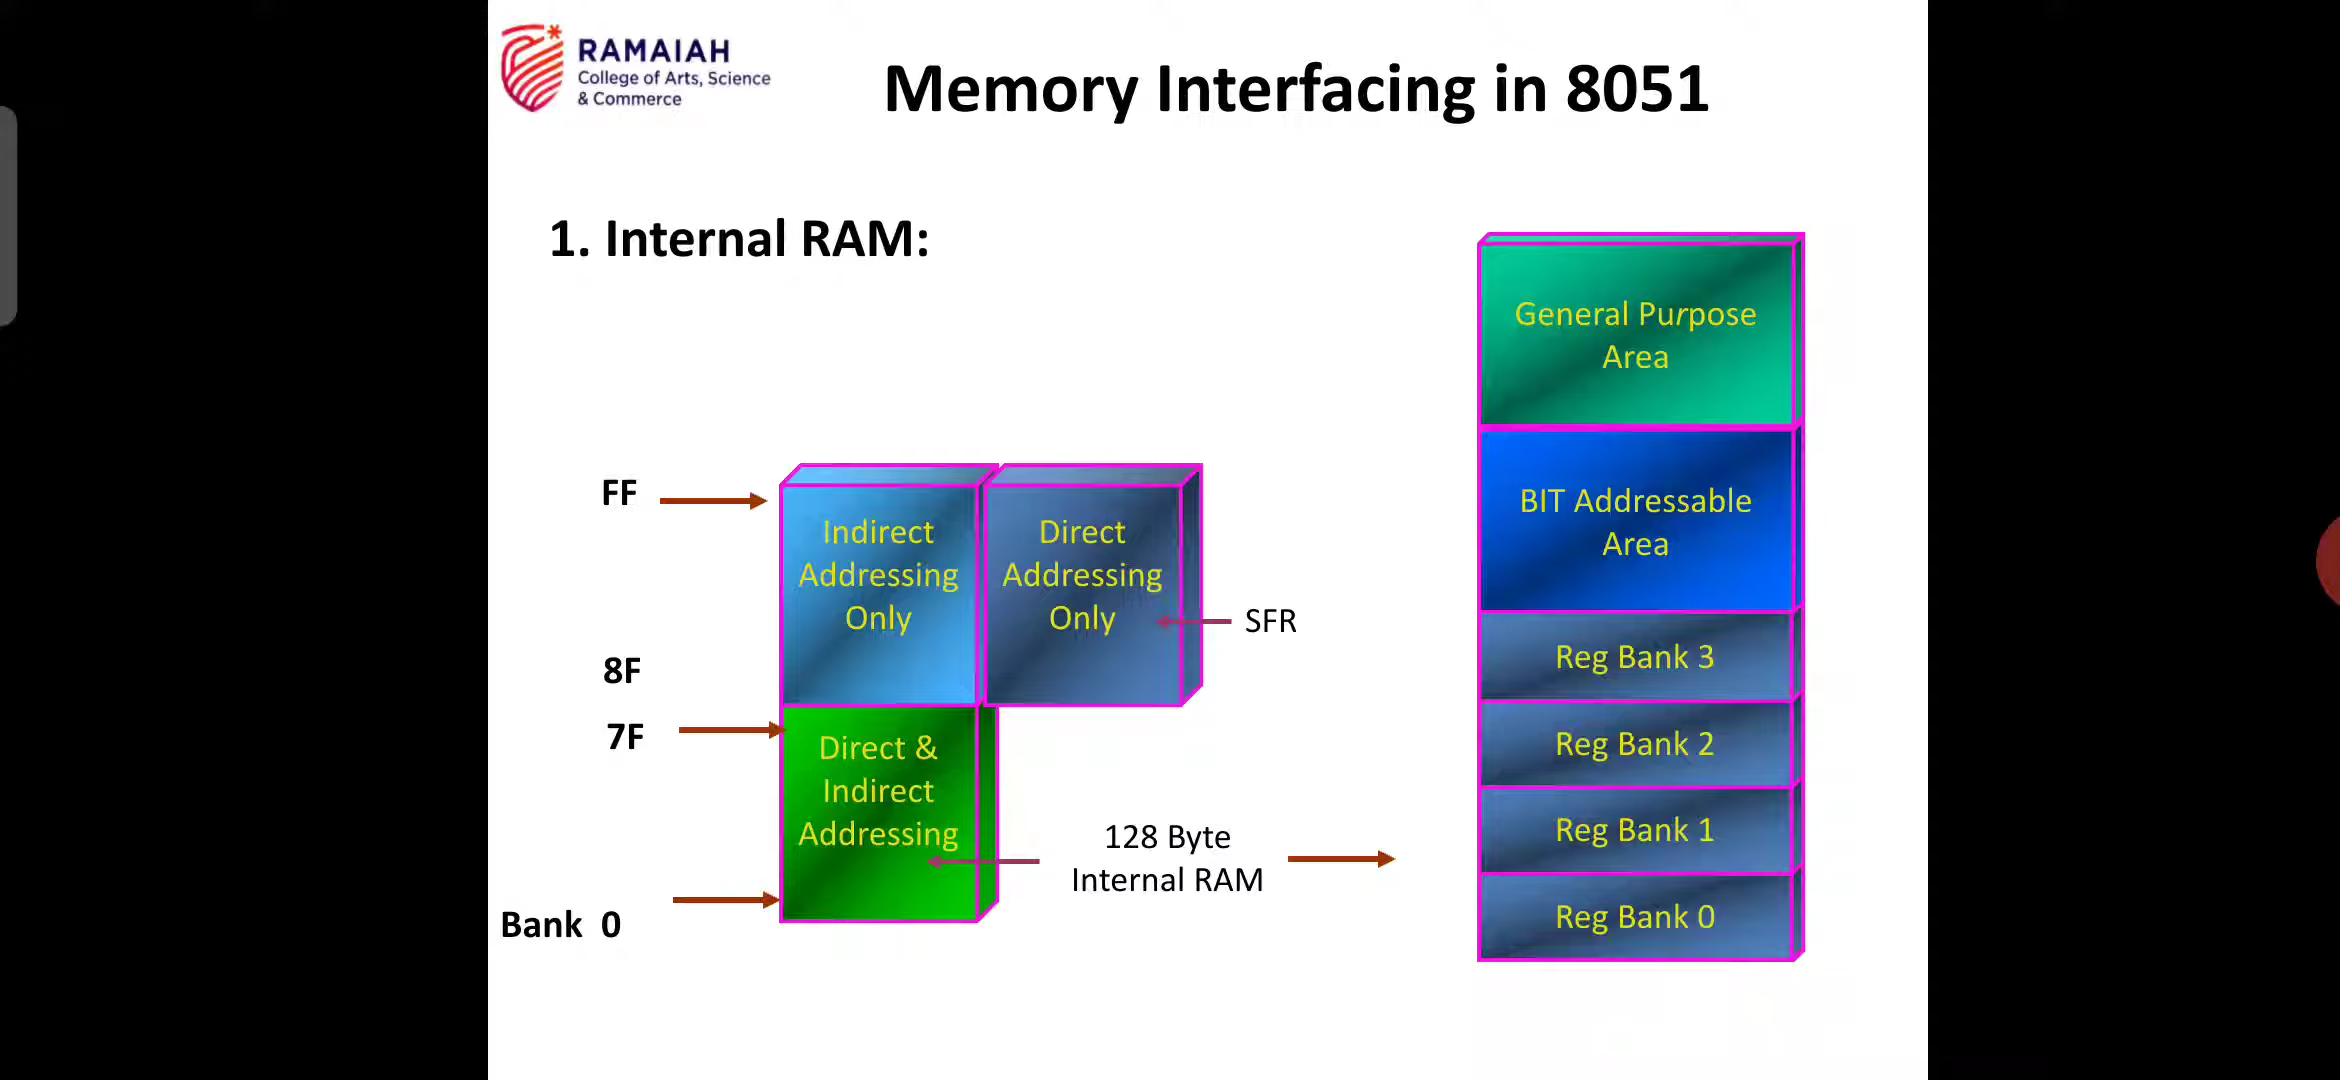 RAMAIAH
College of Arts, Science
& Commerce
Memory Interfacing in 8051
1. Internal RAM:
FF
8F
7F
Bank 0
Indirect
Addressing
Only
Direct
Addressing
Only
SFR
Direct &
Indirect
Addressing
128 Byte
Internal RAM
General Purpose
Area
BIT Addressable
Area
Reg Bank 3
Reg Bank 2
Reg Bank 1
Reg Bank 0